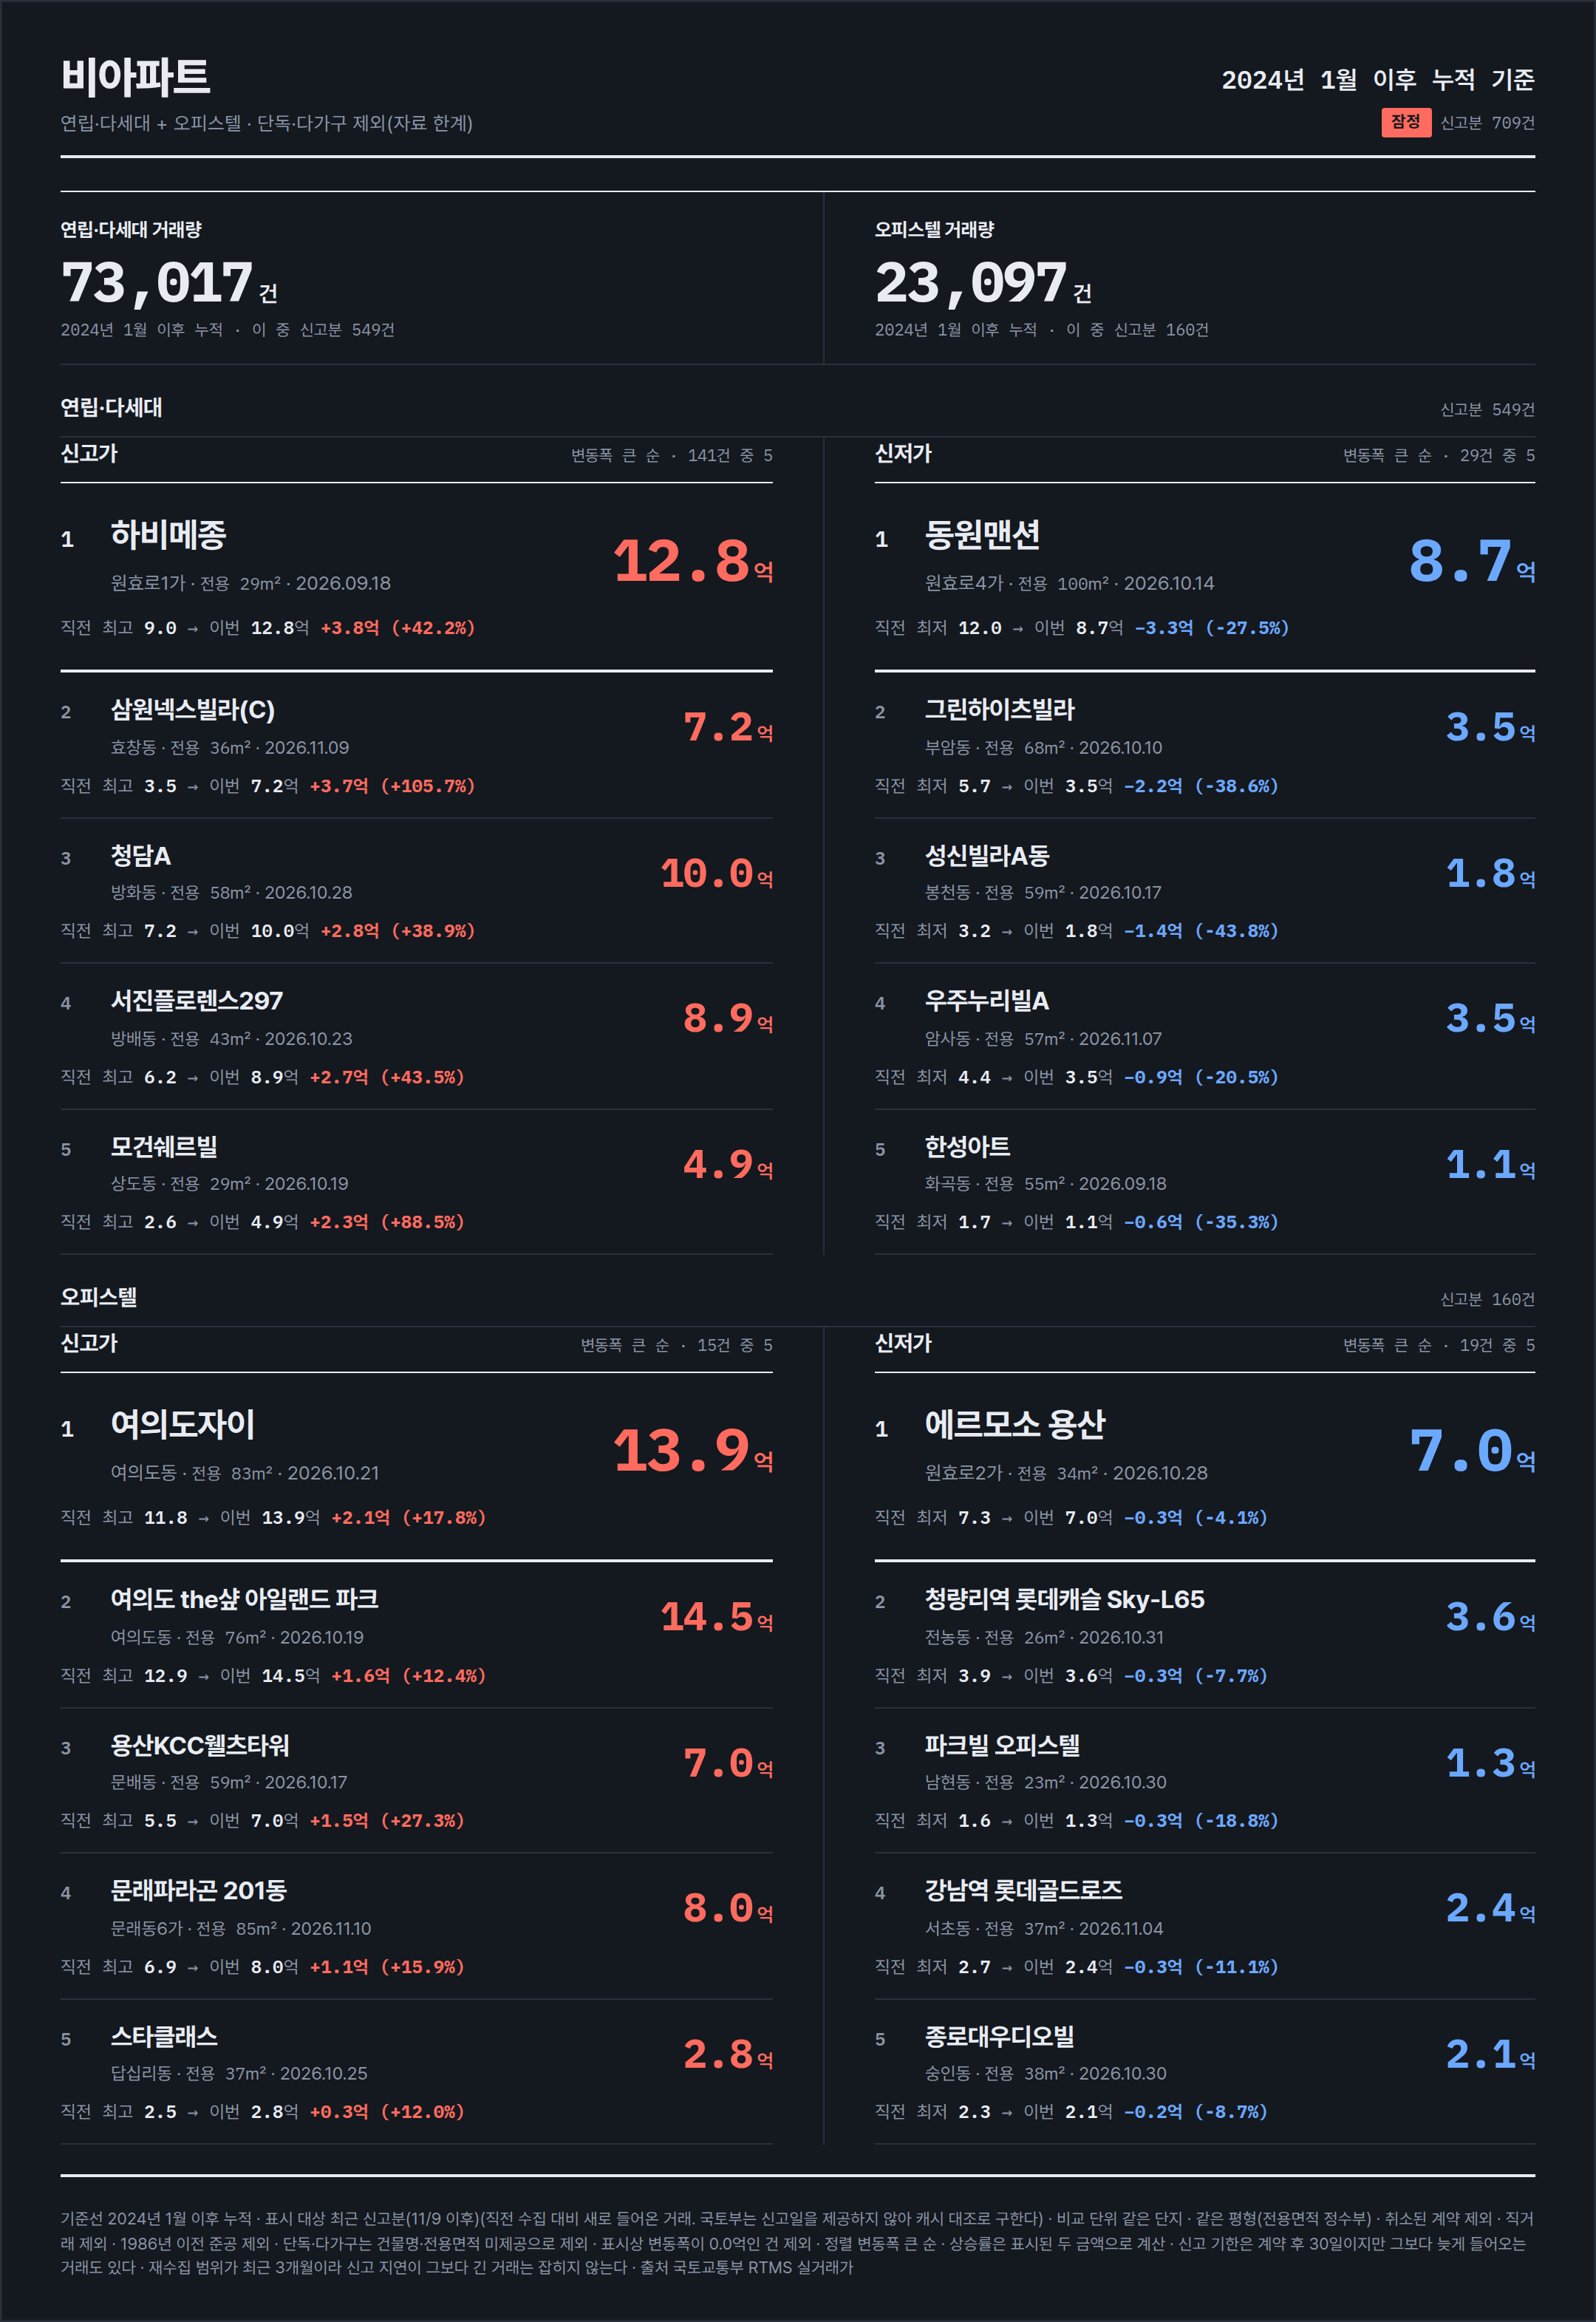 비아파트
2024년 1월 이후 누적 기준
연립·다세대 + 오피스텔 · 단독·다가구 제외(자료 한계)
잠정 신고분 709건
연립·다세대 거래량
73,017건
2024년 1월 이후 누적 · 이 중 신고분 549건
오피스텔 거래량
23,097건
2024년 1월 이후 누적 · 이 중 신고분 160건
연립·다세대
신고분 549건
신고가
변동폭 큰 순 · 141건 중 5
1 하비메종
12.8억
원효로1가 · 전용 29m² · 2026.09.18
직전 최고 9.0 → 이번 12.8억 +3.8억 (+42.2%)
2 삼원넥스빌라(C)
7.2억
효창동 · 전용 36m² · 2026.11.09
직전 최고 3.5 → 이번 7.2억 +3.7억 (+105.7%)
3 청담A
10.0억
방화동 · 전용 58m² · 2026.10.28
직전 최고 7.2 → 이번 10.0억 +2.8억 (+38.9%)
4 서진플로렌스297
8.9억
방배동 · 전용 43m² · 2026.10.23
직전 최고 6.2 → 이번 8.9억 +2.7억 (+43.5%)
5 모건쉐르빌
4.9억
상도동 · 전용 29m² · 2026.10.19
직전 최고 2.6 → 이번 4.9억 +2.3억 (+88.5%)
신저가
변동폭 큰 순 · 29건 중 5
1 동원맨션
8.7억
원효로4가 · 전용 100m² · 2026.10.14
직전 최저 12.0 → 이번 8.7억 −3.3억 (-27.5%)
2 그린하이츠빌라
3.5억
부암동 · 전용 68m² · 2026.10.10
직전 최저 5.7 → 이번 3.5억 −2.2억 (-38.6%)
3 성신빌라A동
1.8억
봉천동 · 전용 59m² · 2026.10.17
직전 최저 3.2 → 이번 1.8억 −1.4억 (-43.8%)
4 우주누리빌A
3.5억
암사동 · 전용 57m² · 2026.11.07
직전 최저 4.4 → 이번 3.5억 −0.9억 (-20.5%)
5 한성아트
1.1억
화곡동 · 전용 55m² · 2026.09.18
직전 최저 1.7 → 이번 1.1억 −0.6억 (-35.3%)
오피스텔
신고분 160건
신고가
변동폭 큰 순 · 15건 중 5
1 여의도자이
13.9억
여의도동 · 전용 83m² · 2026.10.21
직전 최고 11.8 → 이번 13.9억 +2.1억 (+17.8%)
2 여의도 the샾 아일랜드 파크
14.5억
여의도동 · 전용 76m² · 2026.10.19
직전 최고 12.9 → 이번 14.5억 +1.6억 (+12.4%)
3 용산KCC웰츠타워
7.0억
문배동 · 전용 59m² · 2026.10.17
직전 최고 5.5 → 이번 7.0억 +1.5억 (+27.3%)
4 문래파라곤 201동
8.0억
문래동6가 · 전용 85m² · 2026.11.10
직전 최고 6.9 → 이번 8.0억 +1.1억 (+15.9%)
5 스타클래스
2.8억
답십리동 · 전용 37m² · 2026.10.25
직전 최고 2.5 → 이번 2.8억 +0.3억 (+12.0%)
신저가
변동폭 큰 순 · 19건 중 5
1 에르모소 용산
7.0억
원효로2가 · 전용 34m² · 2026.10.28
직전 최저 7.3 → 이번 7.0억 −0.3억 (-4.1%)
2 청량리역 롯데캐슬 Sky-L65
3.6억
전농동 · 전용 26m² · 2026.10.31
직전 최저 3.9 → 이번 3.6억 −0.3억 (-7.7%)
3 파크빌 오피스텔
1.3억
남현동 · 전용 23m² · 2026.10.30
직전 최저 1.6 → 이번 1.3억 −0.3억 (-18.8%)
4 강남역 롯데골드로즈
2.4억
서초동 · 전용 37m² · 2026.11.04
직전 최저 2.7 → 이번 2.4억 −0.3억 (-11.1%)
5 종로대우디오빌
2.1억
숭인동 · 전용 38m² · 2026.10.30
직전 최저 2.3 → 이번 2.1억 −0.2억 (-8.7%)
기준선 2024년 1월 이후 누적 · 표시 대상 최근 신고분(11/9 이후)(직전 수집 대비 새로 들어온 거래. 국토부는 신고일을 제공하지 않아 캐시 대조로 구한다) · 비교 단위 같은 단지 · 같은 평형(전용면적 정수부) · 취소된 계약 제외 · 직거
래 제외 · 1986년 이전 준공 제외 · 단독·다가구는 건물명·전용면적 미제공으로 제외 · 표시상 변동폭이 0.0억인 건 제외 · 정렬 변동폭 큰 순 · 상승률은 표시된 두 금액으로 계산 · 신고 기한은 계약 후 30일이지만 그보다 늦게 들어오는
거래도 있다 · 재수집 범위가 최근 3개월이라 신고 지연이 그보다 긴 거래는 잡히지 않는다 · 출처 국토교통부 RTMS 실거래가